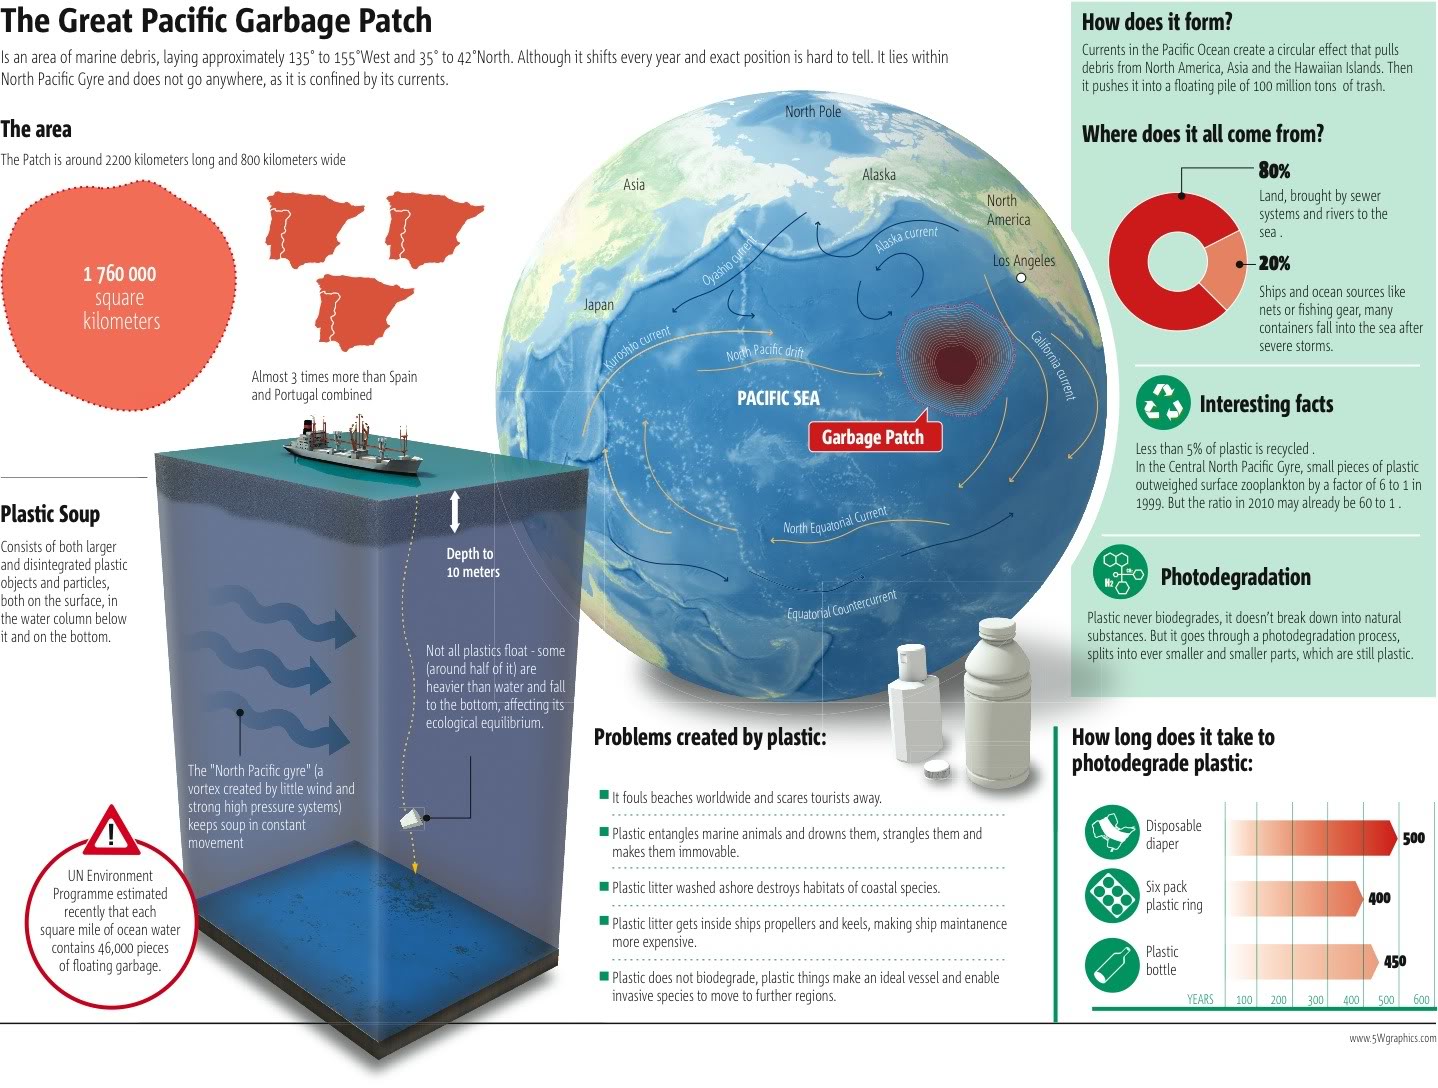 The Great Pacific Garbage Patch
Is an area of marine debris, laying approximately 135° to 155°West and 35° to 42°North. Although it shifts every year and exact position is hard to tell. It lies within
North Pacific Gyre and does not go anywhere, as it is confined by its currents.
The area
The Patch is around 2200 kilometers long and 800 kilometers wide
1 760 000
square
kilometers
Almost 3 times more than Spain
and Portugal combined
Plastic Soup
Consists of both larger
and disintegrated plastic
objects and particles,
both on the surface, in
the water column below
it and on the bottom.
Depth to
10 meters
Not all plastics float - some
(around half of it) are
heavier than water and fall
to the bottom, affecting its
ecological equilibrium.
The "North Pacific gyre" (a
vortex created by little wind and
strong high pressure systems)
keeps soup in constant
movement
!
UN Environment
Programme estimated
recently that each
square mile of ocean water
contains 46,000 pieces
of floating garbage.
North Pole
Asia
Alaska
North
America
Los Angeles
Japan
Oyashio current
Alaska current
Kuroshio current
North Pacific drift
California current
PACIFIC SEA
Garbage Patch
North Equatorial Current
Equatorial Countercurrent
Problems created by plastic:
It fouls beaches worldwide and scares tourists away.
Plastic entangles marine animals and drowns them, strangles them and
makes them immovable.
Plastic litter washed ashore destroys habitats of coastal species.
Plastic litter gets inside ships propellers and keels, making ship maintanence
more expensive.
Plastic does not biodegrade, plastic things make an ideal vessel and enable
invasive species to move to further regions.
How does it form?
Currents in the Pacific Ocean create a circular effect that pulls
debris from North America, Asia and the Hawaiian Islands. Then
it pushes it into a floating pile of 100 million tons of trash.
Where does it all come from?
80%
Land, brought by sewer
systems and rivers to the
sea .
20%
Ships and ocean sources like
nets or fishing gear, many
containers fall into the sea after
severe storms.
Interesting facts
Less than 5% of plastic is recycled .
In the Central North Pacific Gyre, small pieces of plastic
outweighed surface zooplankton by a factor of 6 to 1 in
1999. But the ratio in 2010 may already be 60 to 1 .
H2
Photodegradation
Plastic never biodegrades, it doesn't break down into natural
substances. But it goes through a photodegradation process,
splits into ever smaller and smaller parts, which are still plastic.
How long does it take to
photodegrade plastic:
Disposable
diaper
500
Six pack
plastic ring
400
Plastic
bottle
450
YEARS 100 200 300 400 500 600
www.5Wgraphics.com